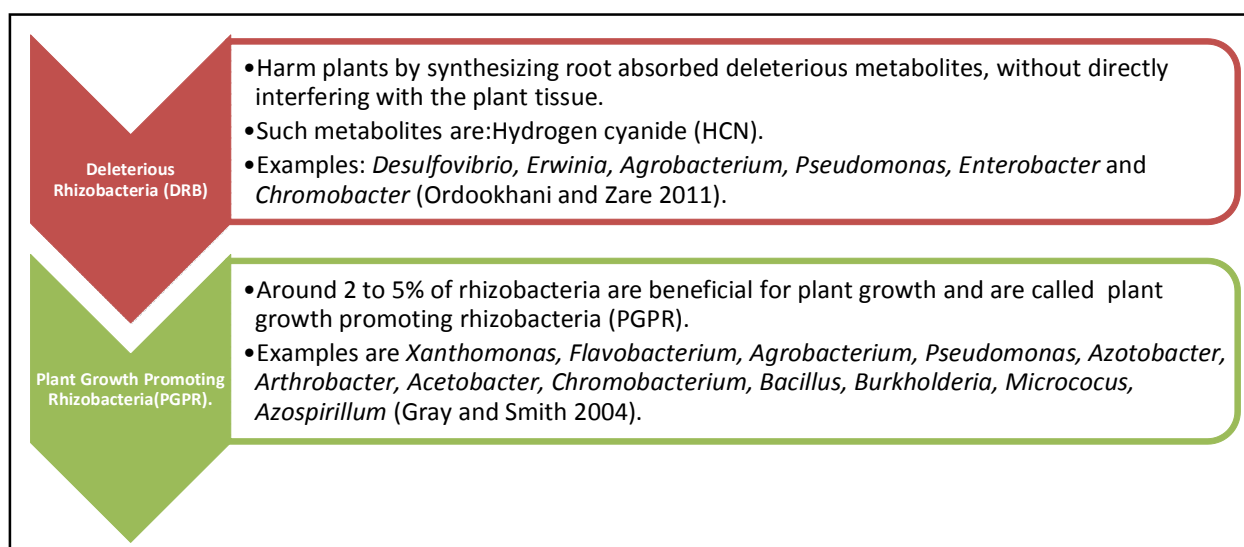 Deleterious
Rhizobacteria (DRB)
•Harm plants by synthesizing root absorbed deleterious metabolites, without directly
interfering with the plant tissue.
•Such metabolites are:Hydrogen cyanide (HCN).
•Examples: Desulfovibrio, Erwinia, Agrobacterium, Pseudomonas, Enterobacter and
Chromobacter (Ordookhani and Zare 2011).
Plant Growth Promoting
Rhizobacteria(PGPR).
•Around 2 to 5% of rhizobacteria are beneficial for plant growth and are called plant
growth promoting rhizobacteria (PGPR).
•Examples are Xanthomonas, Flavobacterium, Agrobacterium, Pseudomonas, Azotobacter,
Arthrobacter, Acetobacter, Chromobacterium, Bacillus, Burkholderia, Micrococus,
Azospirillum (Gray and Smith 2004).